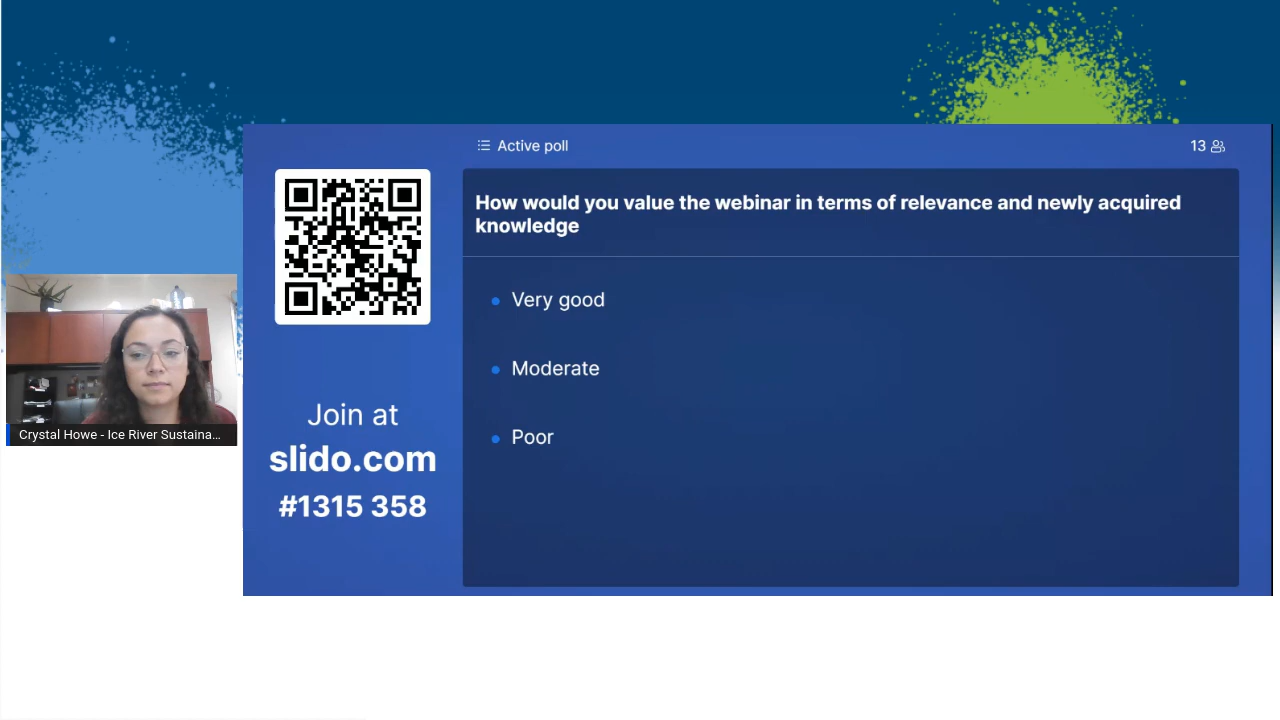 Active poll
13
How would you value the webinar in terms of relevance and newly acquired
knowledge
Very good
Moderate
Poor
Join at
slido.com
#1315 358
Crystal Howe - Ice River Sustaina...